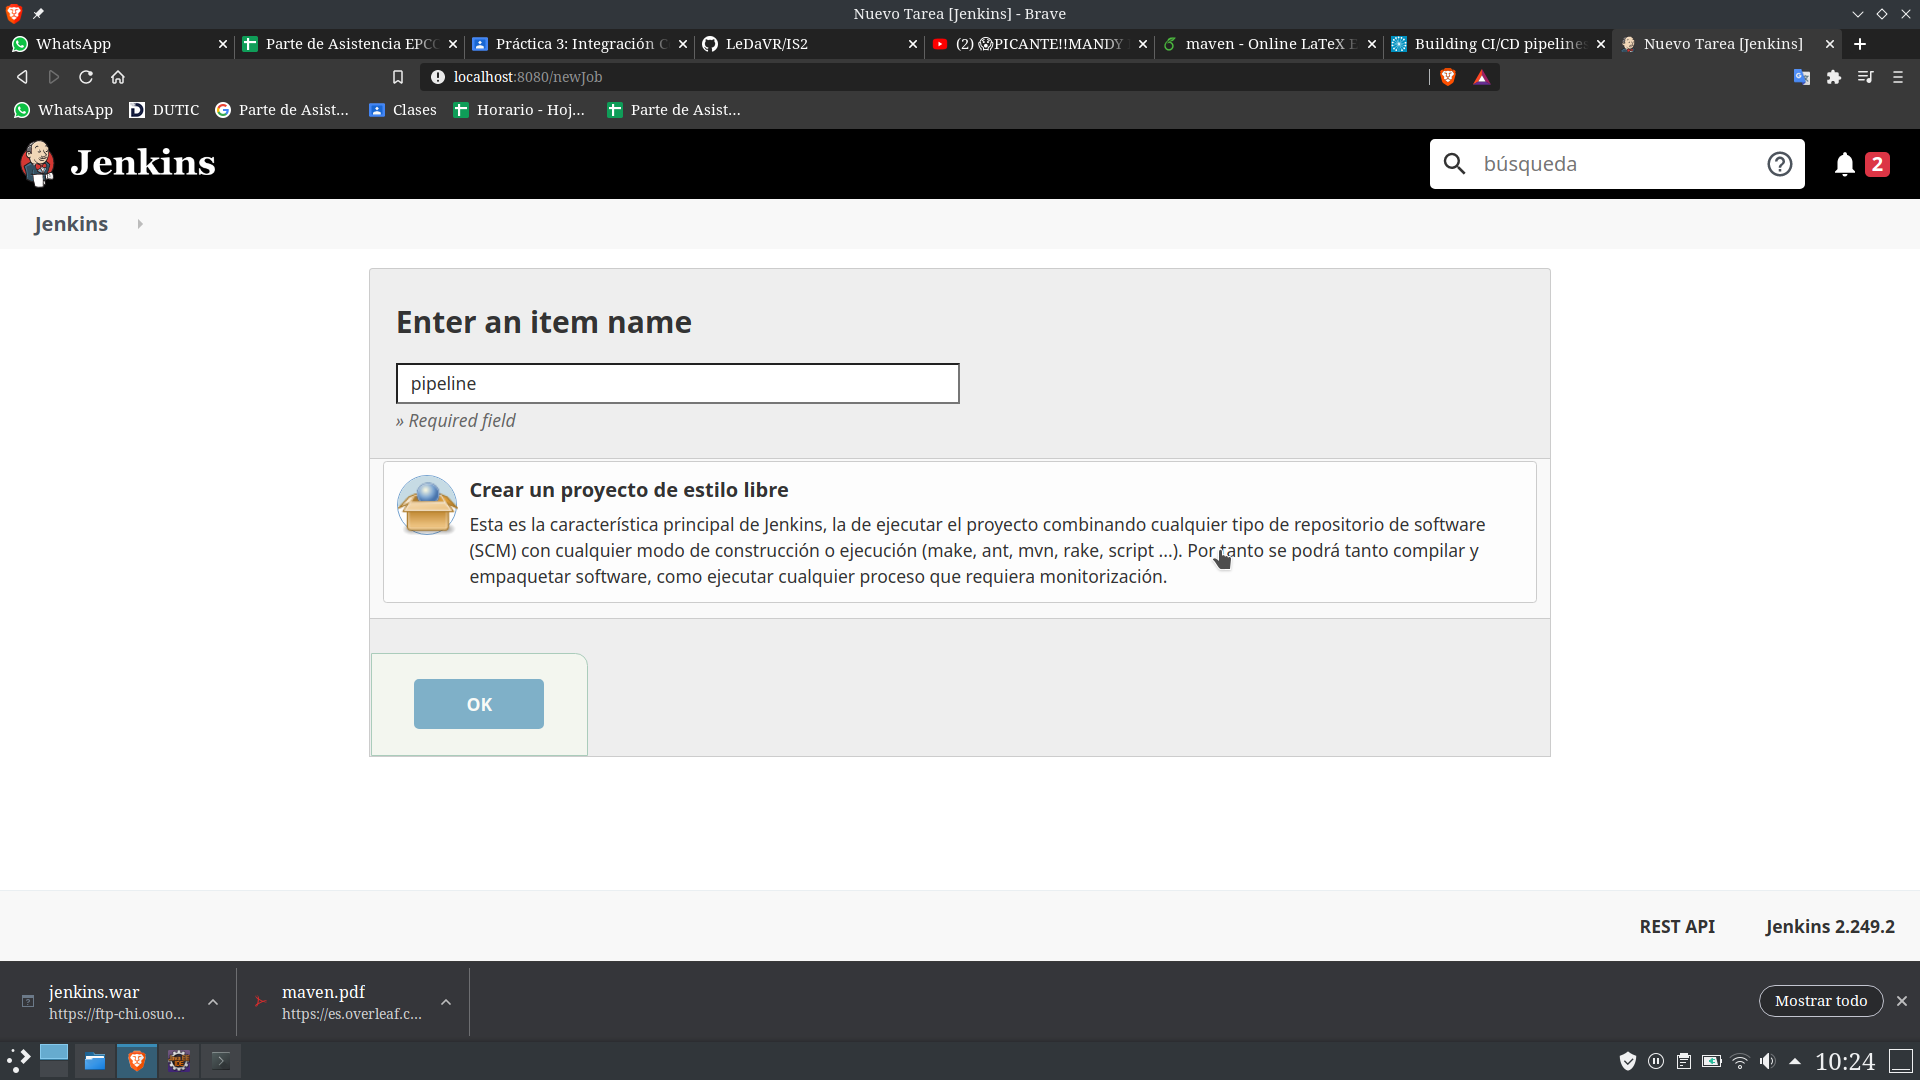 Nuevo Tarea [Jenkins] - Brave
WhatsApp
Parte de Asistencia EPCC
Práctica 3: Integración C
LeDaVR/IS2
(2) 😱PICANTE!!MANDY
maven - Online LaTeX E
Building CI/CD pipelines
Nuevo Tarea [Jenkins]
localhost:8080/newJob
WhatsApp
DUTIC
Parte de Asist...
Clases
Horario - Hoj...
Parte de Asist...
Jenkins
búsqueda
2
Jenkins
Enter an item name
pipeline
» Required field
Crear un proyecto de estilo libre
Esta es la característica principal de Jenkins, la de ejecutar el proyecto combinando cualquier tipo de repositorio de software
(SCM) con cualquier modo de construcción o ejecución (make, ant, mvn, rake, script ...). Por tanto se podrá tanto compilar y
empaquetar software, como ejecutar cualquier proceso que requiera monitorización.
OK
REST API
Jenkins 2.249.2
jenkins.war
https://ftp-chi.osuo...
maven.pdf
https://es.overleaf.c...
Mostrar todo
10:24